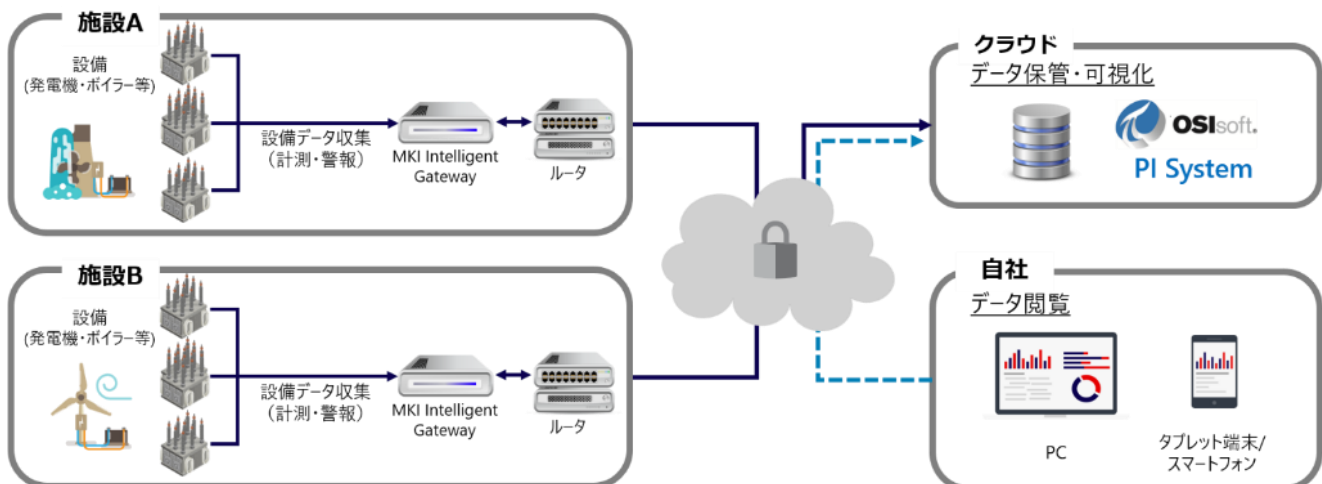 施設A
設備
(発電機・ボイラー等)
設備データ収集
(計測・警報)
MKI Intelligent
Gateway
ルータ
施設B
設備
(発電機・ボイラー等)
設備データ収集
(計測・警報)
MKI Intelligent
Gateway
ルータ
クラウド
データ保管・可視化
OSIsoft.
PI System
自社
データ閲覧
PC
タブレット端末/
スマートフォン